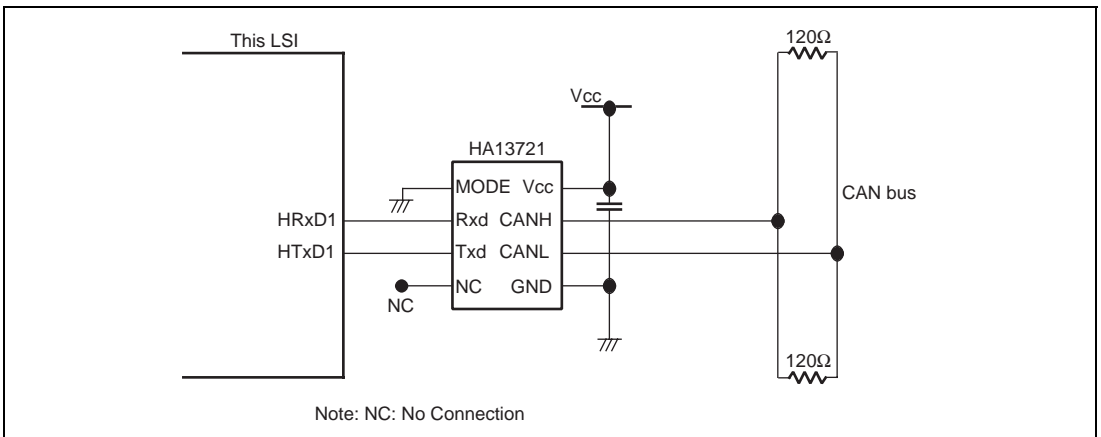 This LSI
120Ω
Vcc
HA13721
MODE Vcc
CAN bus
HRxD1 Rxd CANH
HTxD1 Txd CANL
NC GND
NC
120Ω
Note: NC: No Connection